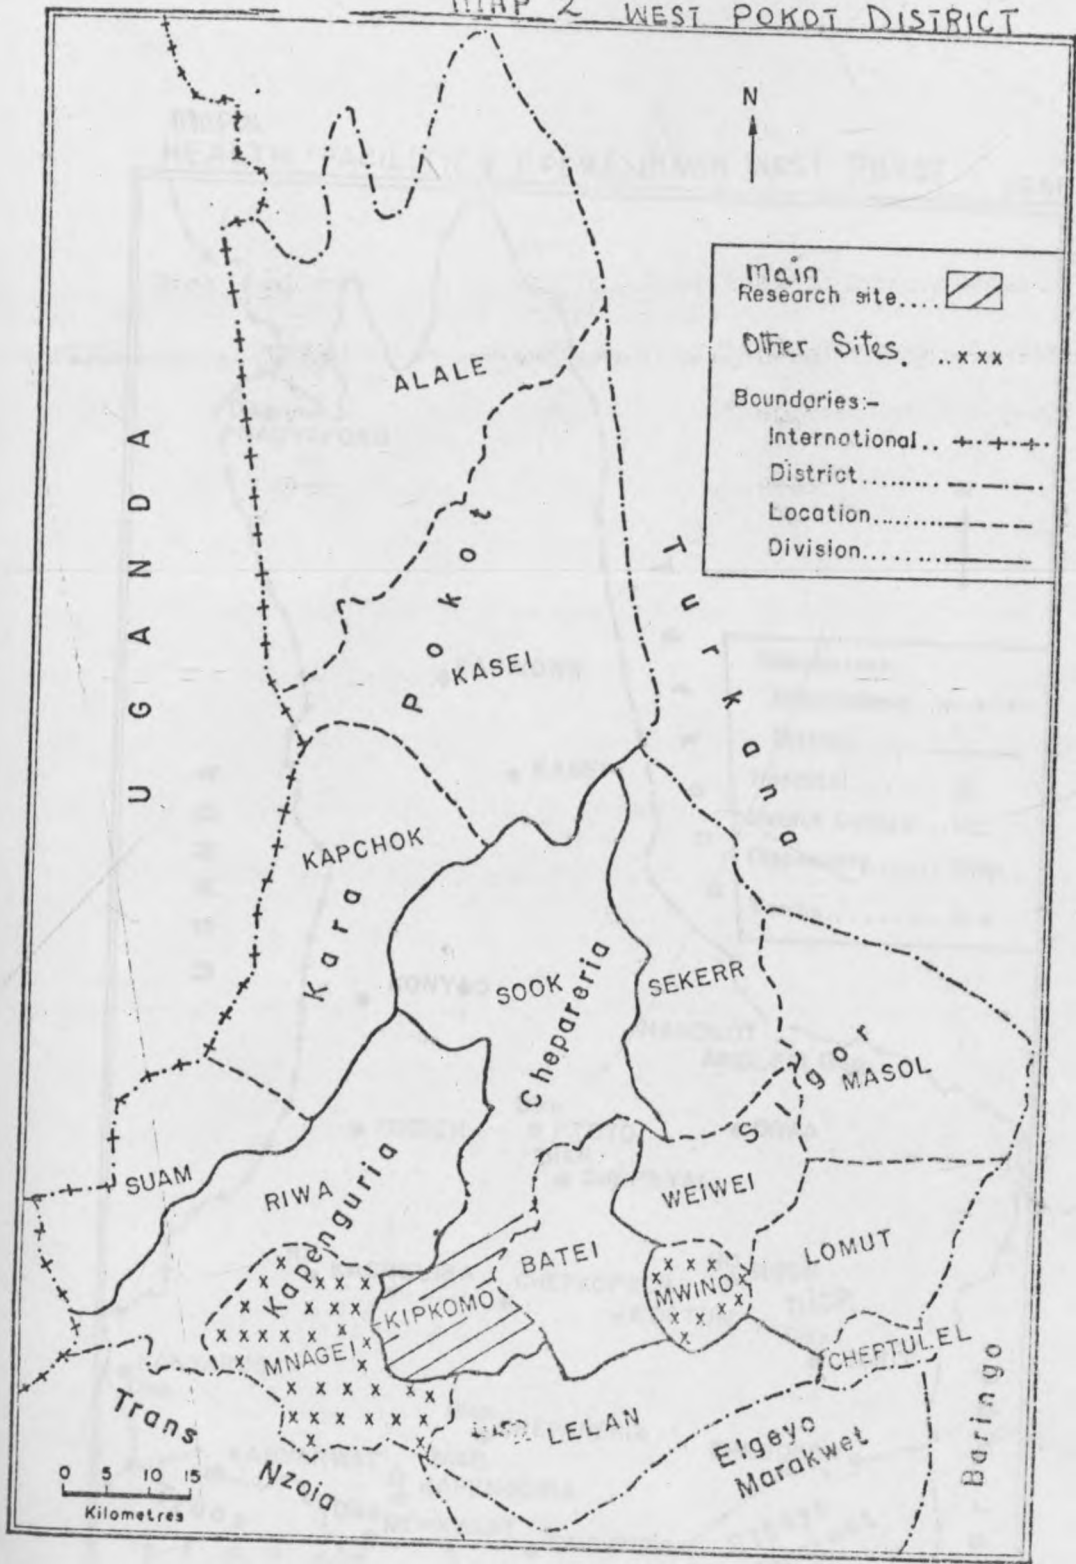 MAP 2 WEST POKOT DISTRICT
N
main
Research site....
Other Sites. ..xxx
Boundaries:-
International..
District........
Location........
Division.......
ALALE
UGANDA
Pokot
Turkana
KASEI
KAPCHOK
Kara
SOOK
Chepareria
SEKERR
Sigor
MASOL
SUAM
RIWA
Kapenguria
WEIWEI
BATEI
LOMUT
MWINO
KIPKOMO
MNAGEI
CHEPTULEL
LELAN
Elgeyo
Marakwet
Baringo
Trans
Nzoia
0 5 10 15
Kilometres